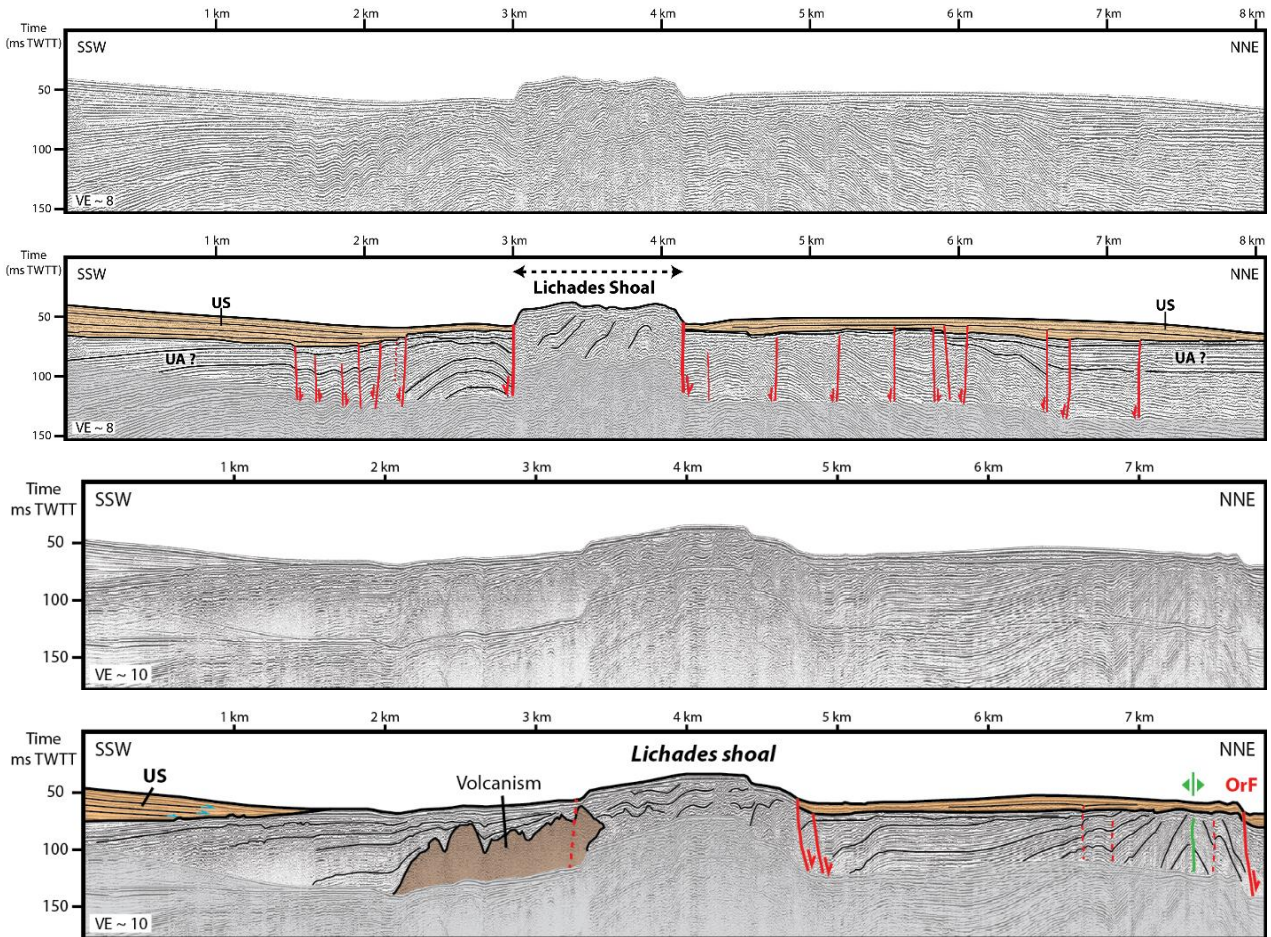 1 km 2 km 3 km 4 km 5 km 6 km 7 km 8 km
Time
(ms TWTT)
SSW NNE
50
100
150
VE ~ 8
1 km 2 km 3 km 4 km 5 km 6 km 7 km 8 km
Time
(ms TWTT)
SSW NNE
Lichades Shoal
US US
50
UA ? UA ?
100
150
VE ~ 8
1 km 2 km 3 km 4 km 5 km 6 km 7 km
Time
ms TWTT
SSW NNE
50
100
150
VE ~ 10
1 km 2 km 3 km 4 km 5 km 6 km 7 km
Time
ms TWTT
SSW Lichades shoal NNE
US Volcanism OrF
50
100
150
VE ~ 10